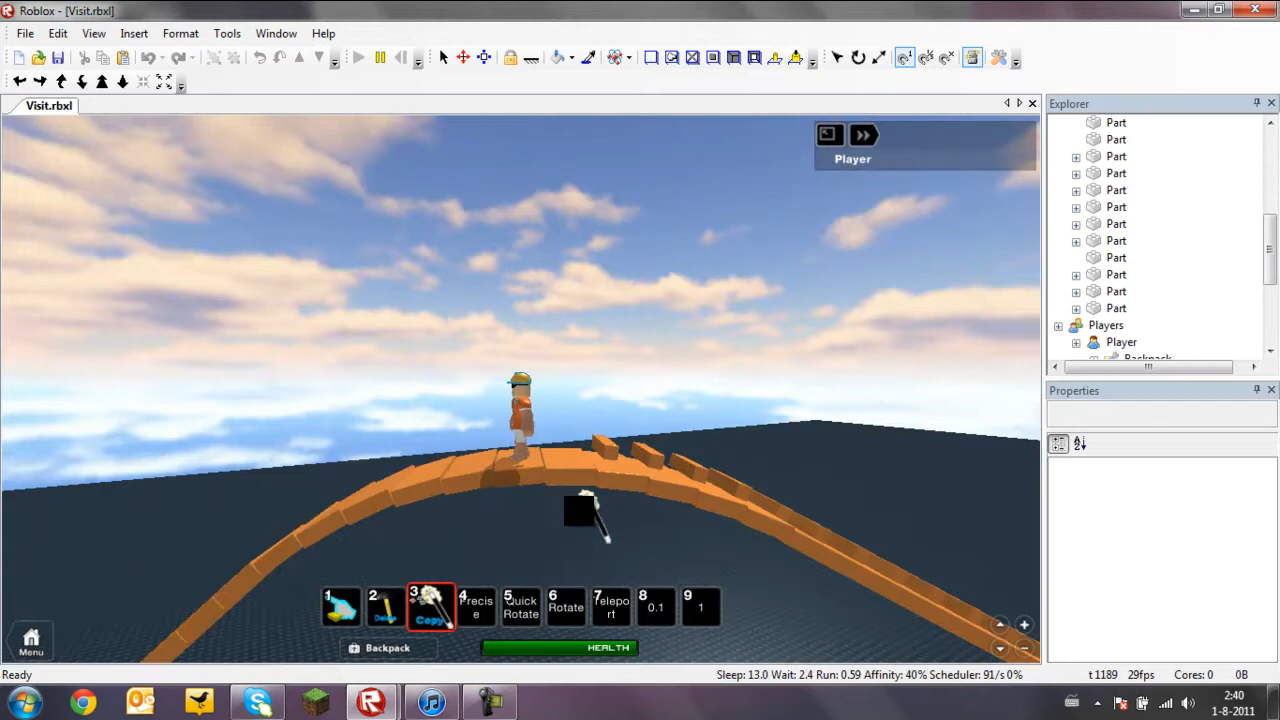 Roblox - [Visit.rbxl]
File Edit View Insert Format Tools Window Help
Visit.rbxl
Player
Explorer
Part
Part
Part
Part
Part
Part
Part
Part
Part
Part
Part
Part
Players
Player
Backpack
Properties
1 2 3 4 5 6 7 8 9
Delete
Copy
Precis
e
Quick
Rotate
Rotate
Telepo
rt
0.1
1
Menu
Backpack
HEALTH
Ready
Sleep: 13.0 Wait: 2.4 Run: 0.59 Affinity: 40% Scheduler: 91/s 0%
t 1189 29fps Cores: 0 0B
2:40
1-8-2011